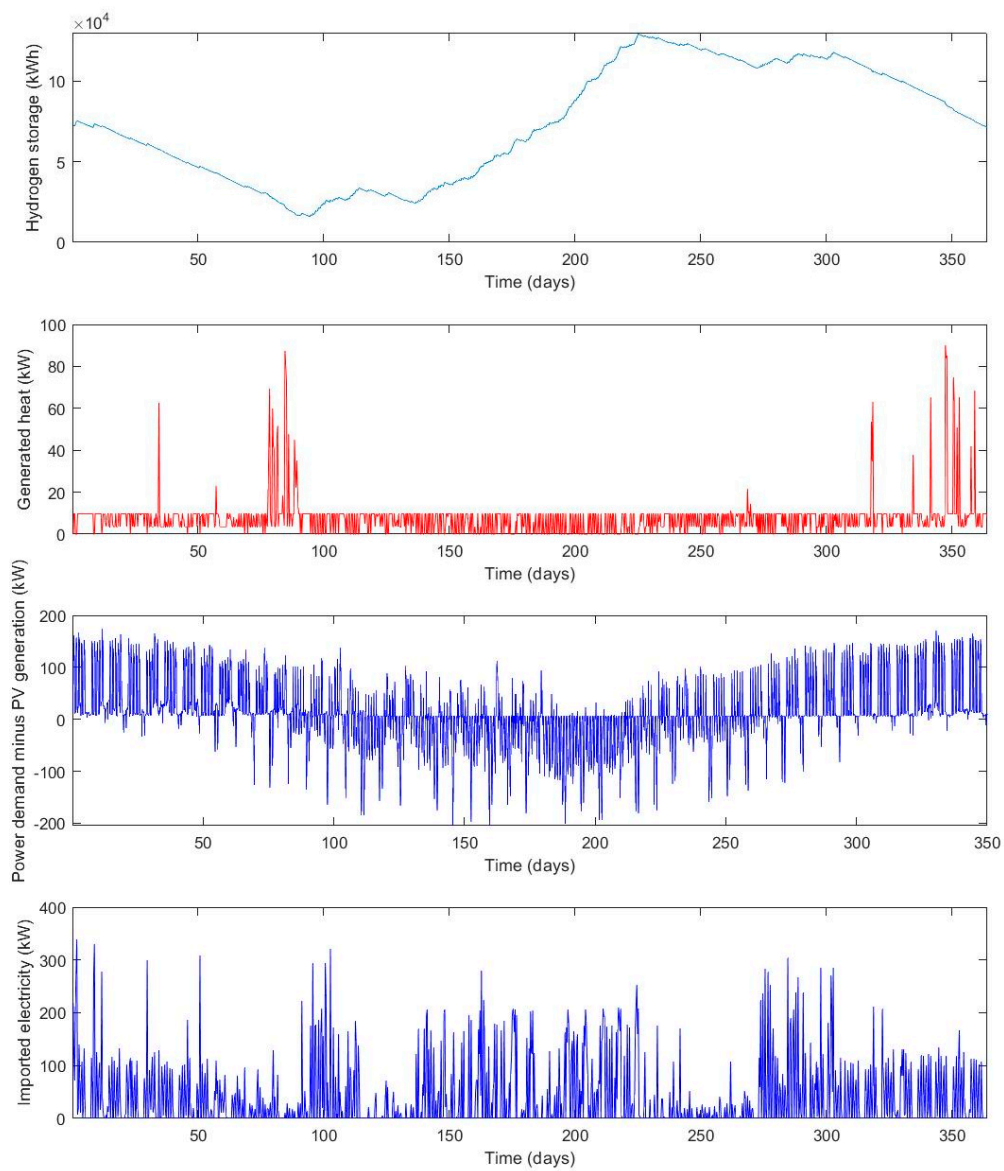 ×10⁴
Hydrogen storage (kWh)
10
5
0
50 100 150 200 250 300 350
Time (days)
Generated heat (kW)
100
80
60
40
20
0
50 100 150 200 250 300 350
Time (days)
Power demand minus PV generation (kW)
200
100
0
-100
-200
50 100 150 200 250 300 350
Time (days)
Imported electricity (kW)
400
300
200
100
0
50 100 150 200 250 300 350
Time (days)